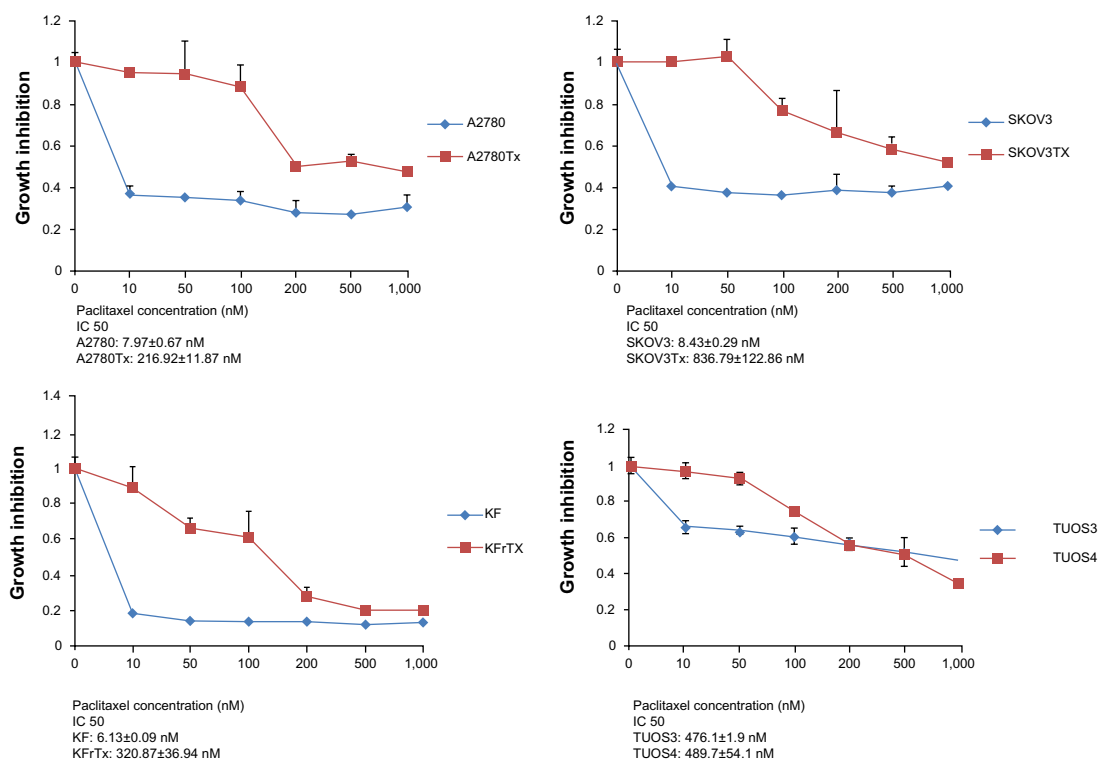 1.2
1
0.8
0.6
0.4
0.2
0
Growth inhibition
0 10 50 100 200 500 1,000
A2780
A2780Tx
Paclitaxel concentration (nM)
IC 50
A2780: 7.97±0.67 nM
A2780Tx: 216.92±11.87 nM
1.2
1
0.8
0.6
0.4
0.2
0
Growth inhibition
0 10 50 100 200 500 1,000
SKOV3
SKOV3TX
Paclitaxel concentration (nM)
IC 50
SKOV3: 8.43±0.29 nM
SKOV3Tx: 836.79±122.86 nM
1.4
1.2
1
0.8
0.6
0.4
0.2
0
Growth inhibition
0 10 50 100 200 500 1,000
KF
KFrTX
Paclitaxel concentration (nM)
IC 50
KF: 6.13±0.09 nM
KFrTx: 320.87±36.94 nM
1.2
1
0.8
0.6
0.4
0.2
0
Growth inhibition
0 10 50 100 200 500 1,000
TUOS3
TUOS4
Paclitaxel concentration (nM)
IC 50
TUOS3: 476.1±1.9 nM
TUOS4: 489.7±54.1 nM